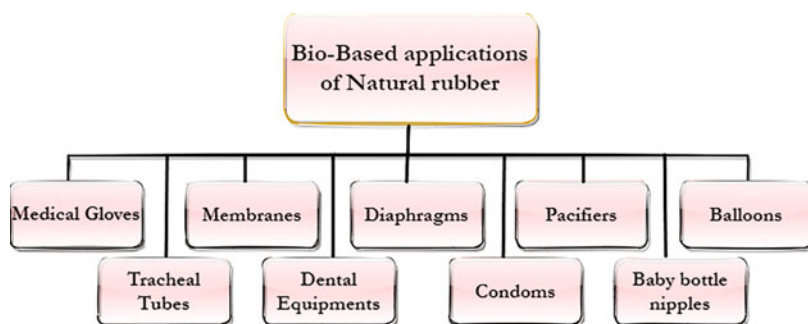 Bio-Based applications
of Natural rubber
Medical Gloves
Membranes
Diaphragms
Pacifiers
Balloons
Tracheal
Tubes
Dental
Equipments
Condoms
Baby bottle
nipples